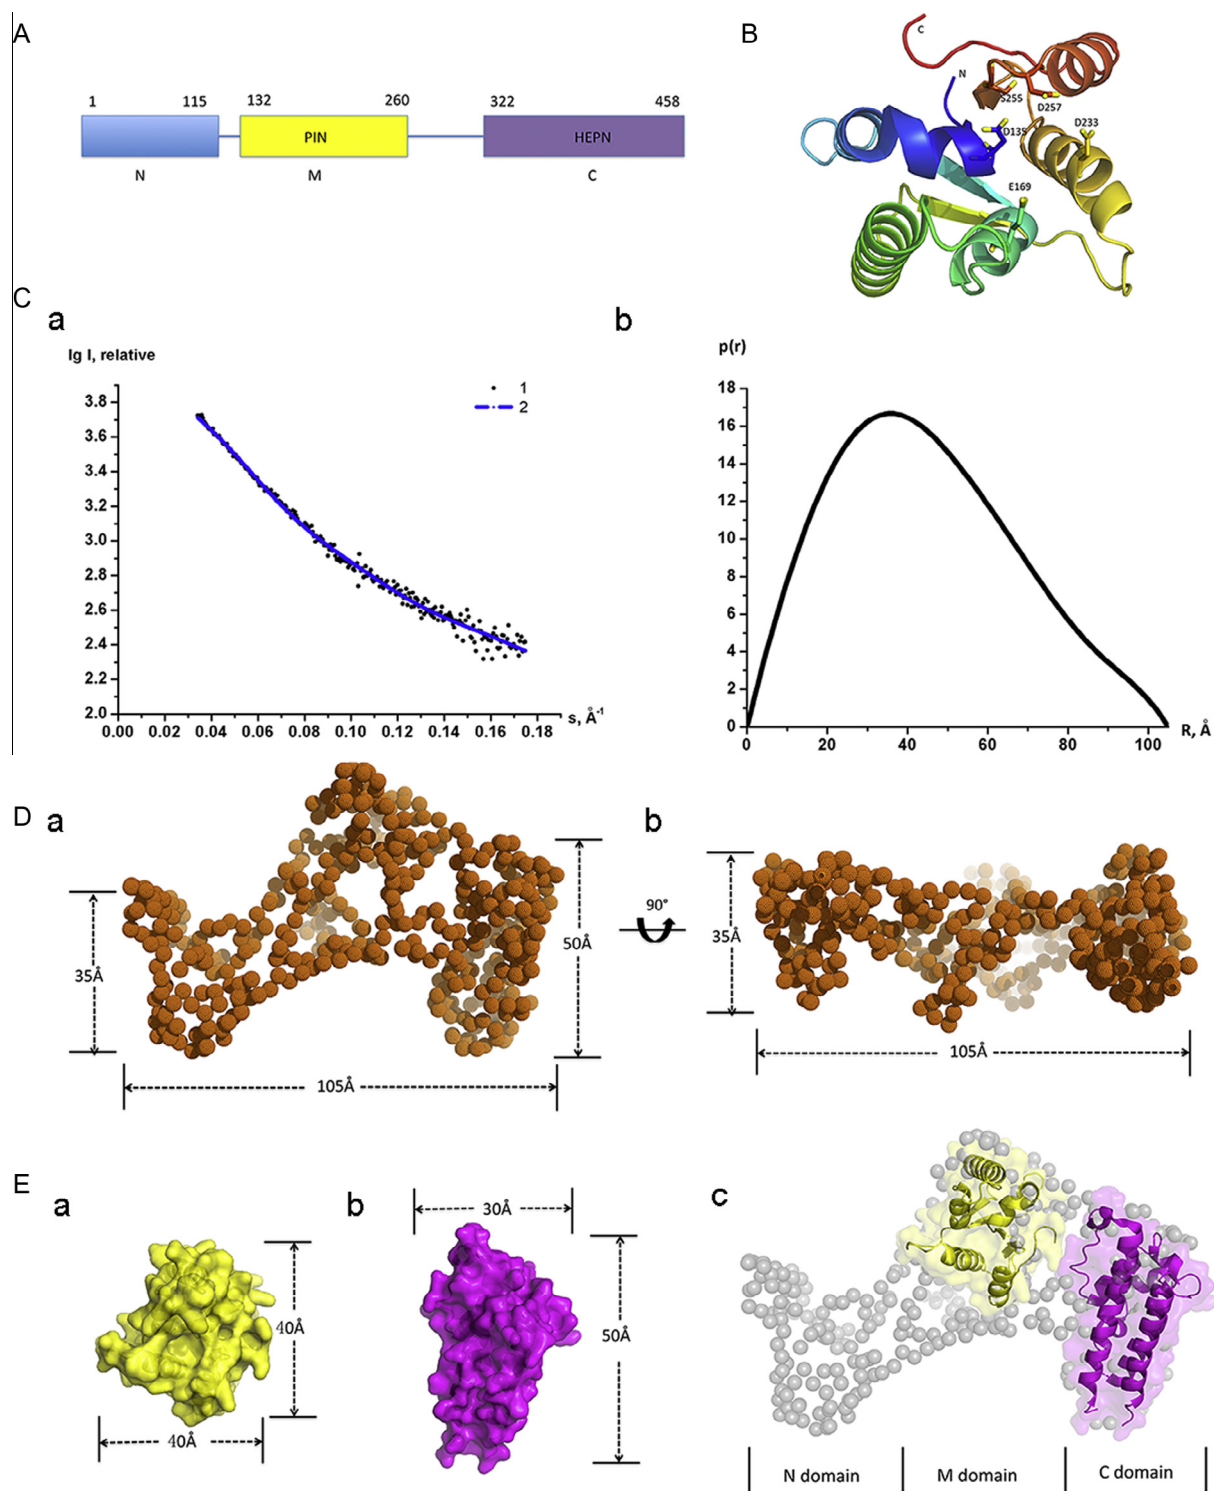 A
1 115 132 260 322 458
PIN HEPN
N M C
B
C
N
S255
D257
D135
D233
E169
C
a
lg I, relative
1
2
3.8
3.6
3.4
3.2
3.0
2.8
2.6
2.4
2.2
2.0
0.00 0.02 0.04 0.06 0.08 0.10 0.12 0.14 0.16 0.18
s, Å-1
b
p(r)
18
16
14
12
10
8
6
4
2
0
0 20 40 60 80 100
R, Å
D
a
35Å
50Å
105Å
90°
b
35Å
105Å
E
a
40Å
40Å
b
30Å
50Å
c
N domain M domain C domain